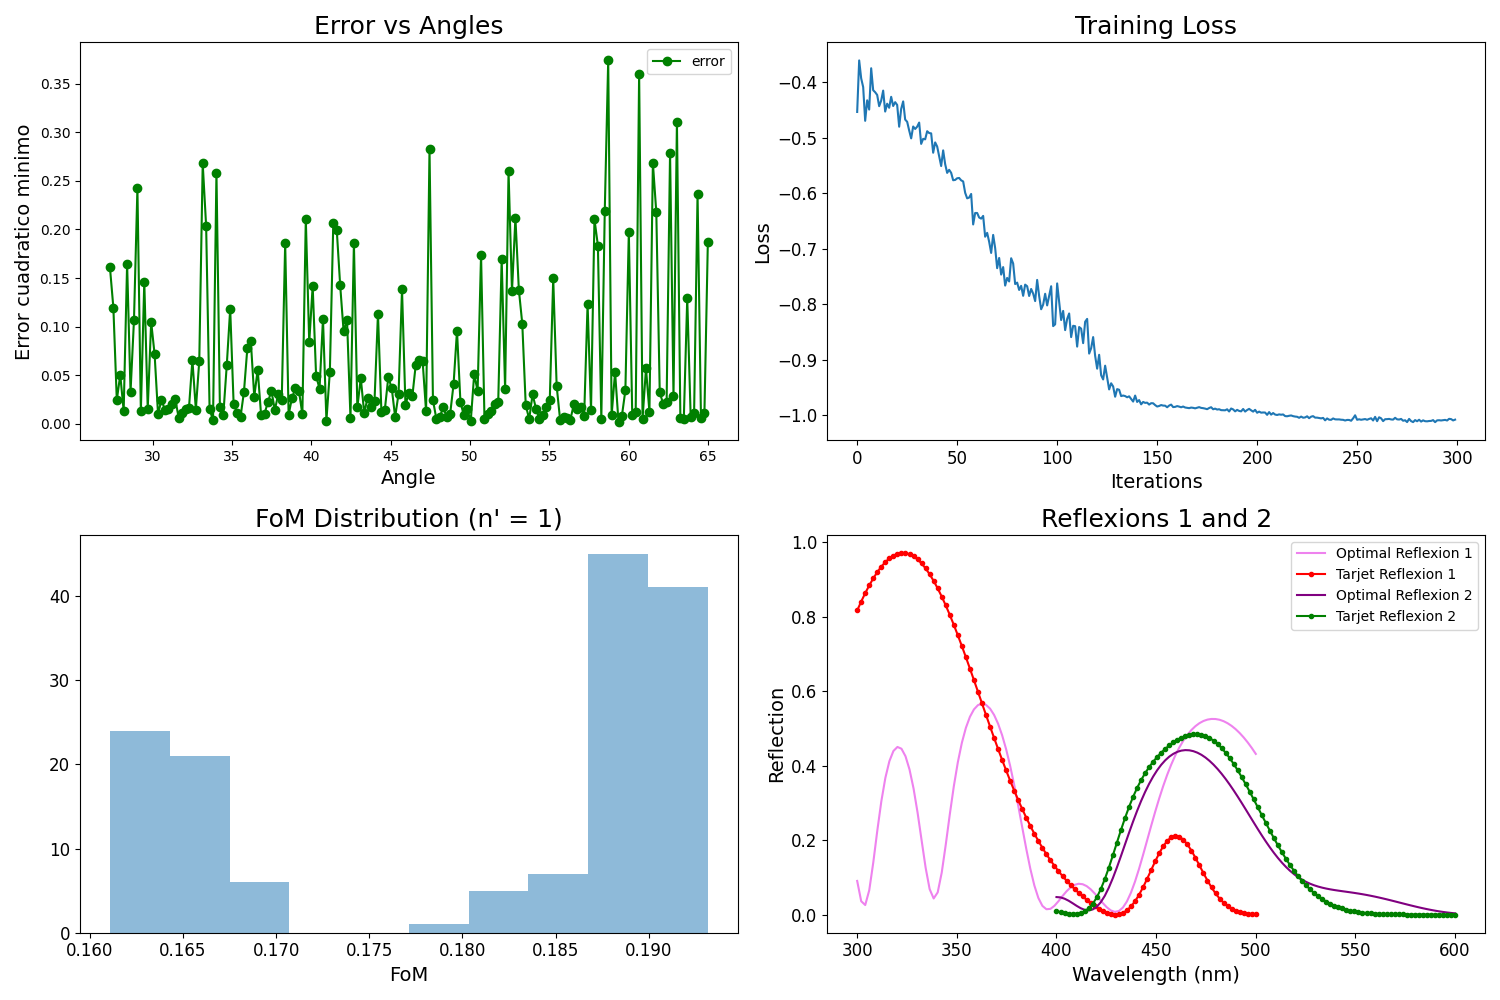 Error vs Angles
error
Error cuadratico minimo
0.35
0.30
0.25
0.20
0.15
0.10
0.05
0.00
30 35 40 45 50 55 60 65
Angle
Training Loss
Loss
−0.4
−0.5
−0.6
−0.7
−0.8
−0.9
−1.0
0 50 100 150 200 250 300
Iterations
FoM Distribution (n' = 1)
40
30
20
10
0
0.160 0.165 0.170 0.175 0.180 0.185 0.190
FoM
Reflexions 1 and 2
Optimal Reflexion 1
Tarjet Reflexion 1
Optimal Reflexion 2
Tarjet Reflexion 2
Reflection
1.0
0.8
0.6
0.4
0.2
0.0
300 350 400 450 500 550 600
Wavelength (nm)